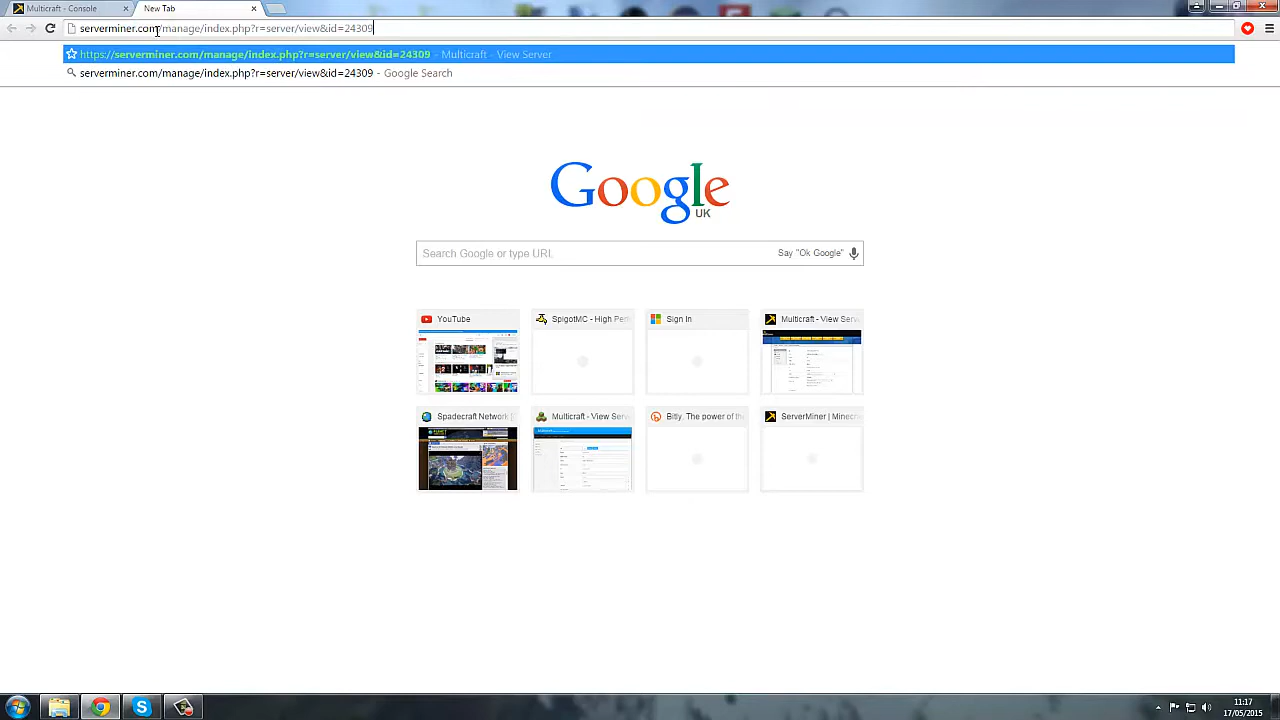 Multicraft - Console
New Tab
serverminer.com/manage/index.php?r=server/view&id=24309
https://serverminer.com/manage/index.php?r=server/view&id=24309 - Multicraft - View Server
serverminer.com/manage/index.php?r=server/view&id=24309 - Google Search
Google
UK
Search Google or type URL
Say "Ok Google"
YouTube
SpigotMC - High Perf
Sign In
Multicraft - View Serv
Spadecraft Network |
Multicraft - View Serv
Bitly. The power of the
ServerMiner | Minecr
11:17
17/05/2015